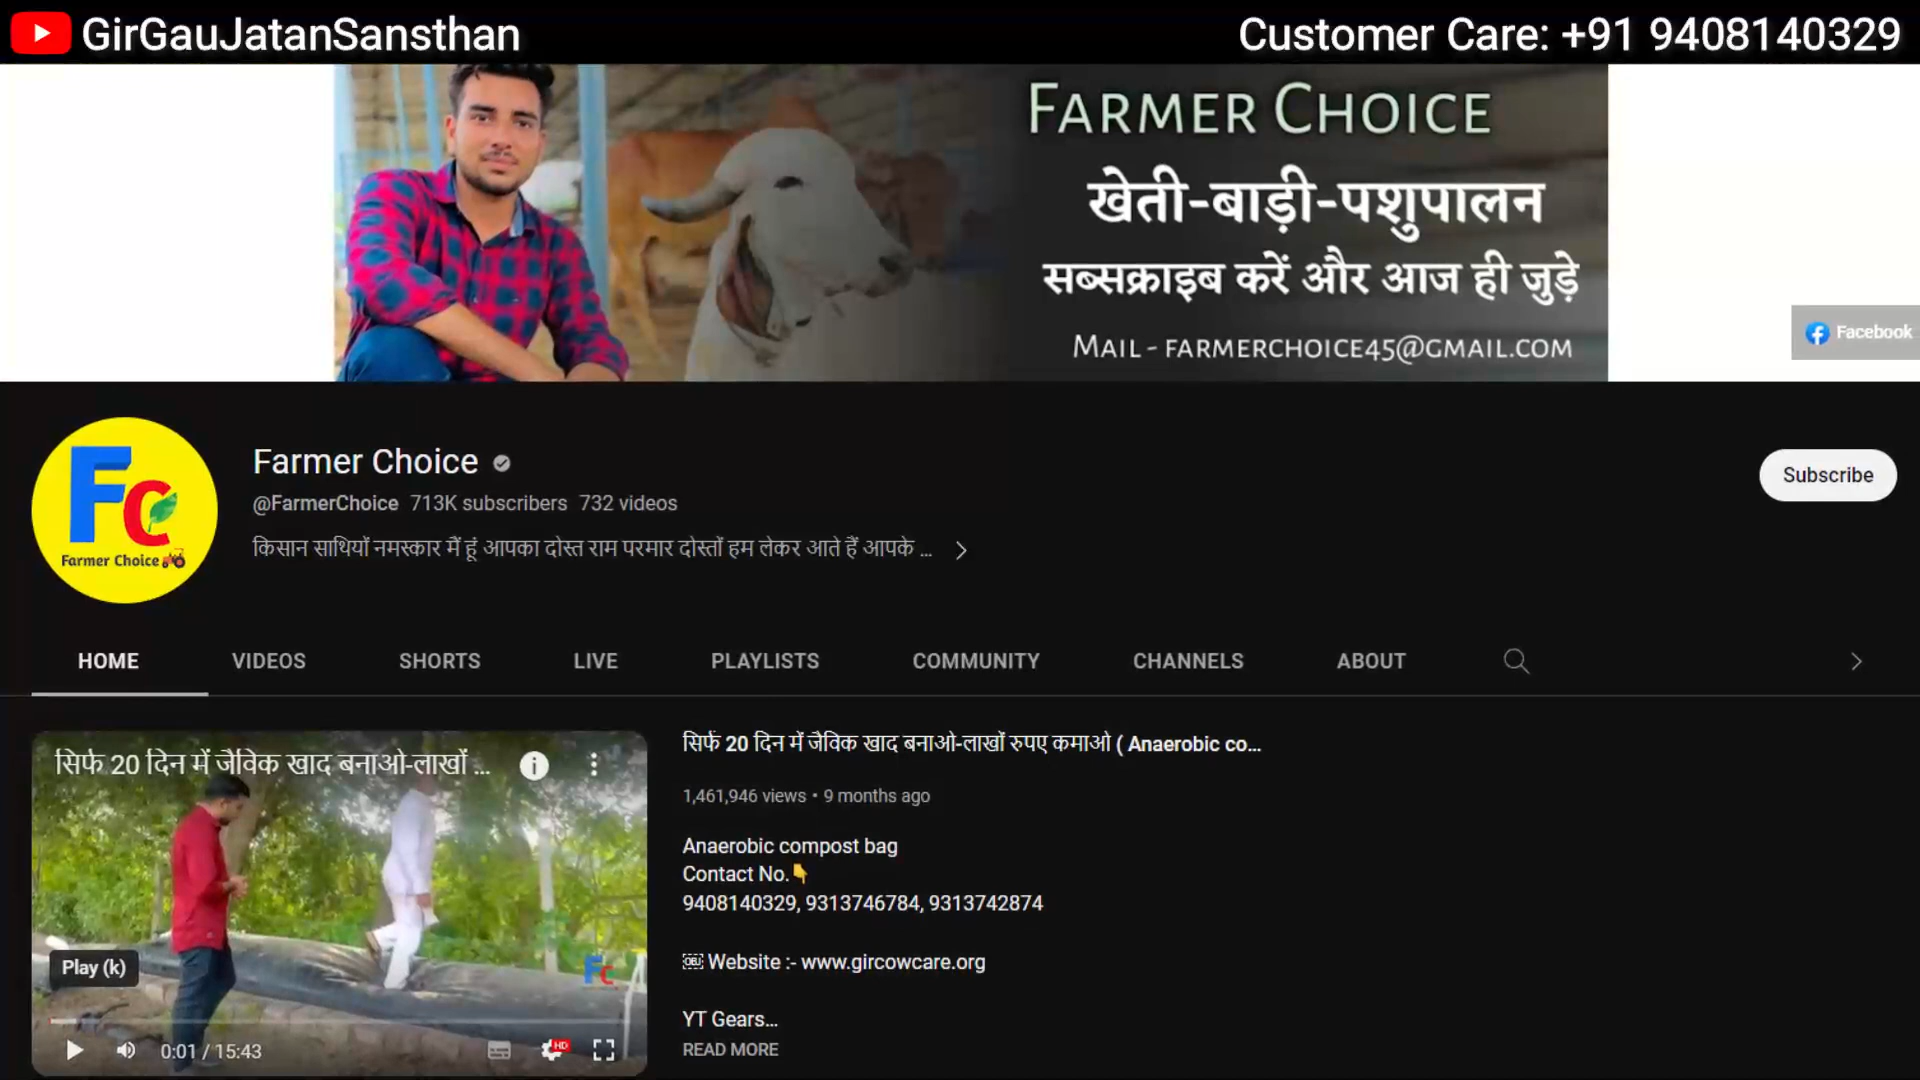 GirGauJatanSansthan
Customer Care: +91 9408140329
FARMER CHOICE
खेती-बाड़ी-पशुपालन
सब्सक्राइब करें और आज ही जुड़े
MAIL - FARMERCHOICE45@GMAIL.COM
Facebook
FC
Farmer Choice
Farmer Choice
@FarmerChoice 713K subscribers 732 videos
किसान साथियों नमस्कार मैं हूं आपका दोस्त राम परमार दोस्तों हम लेकर आते हैं आपके ...
Subscribe
HOME VIDEOS SHORTS LIVE PLAYLISTS COMMUNITY CHANNELS ABOUT
सिर्फ 20 दिन में जैविक खाद बनाओ-लाखों ...
Play (k)
FC
0:01 / 15:43
HD
सिर्फ 20 दिन में जैविक खाद बनाओ-लाखों रुपए कमाओ ( Anaerobic co...
1,461,946 views • 9 months ago
Anaerobic compost bag
Contact No.👇
9408140329, 9313746784, 9313742874
OBJ Website :- www.gircowcare.org
YT Gears...
READ MORE